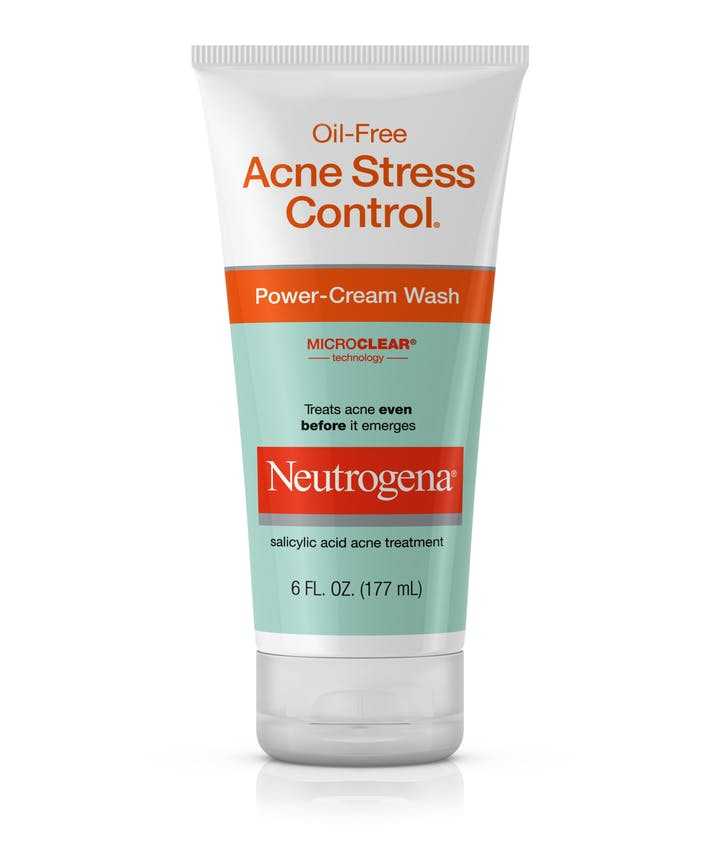 Oil-Free
Acne Stress
Control®
Power-Cream Wash
MICROCLEAR®
technology
Treats acne even
before it emerges
Neutrogena®
salicylic acid acne treatment
6 FL. OZ. (177 mL)